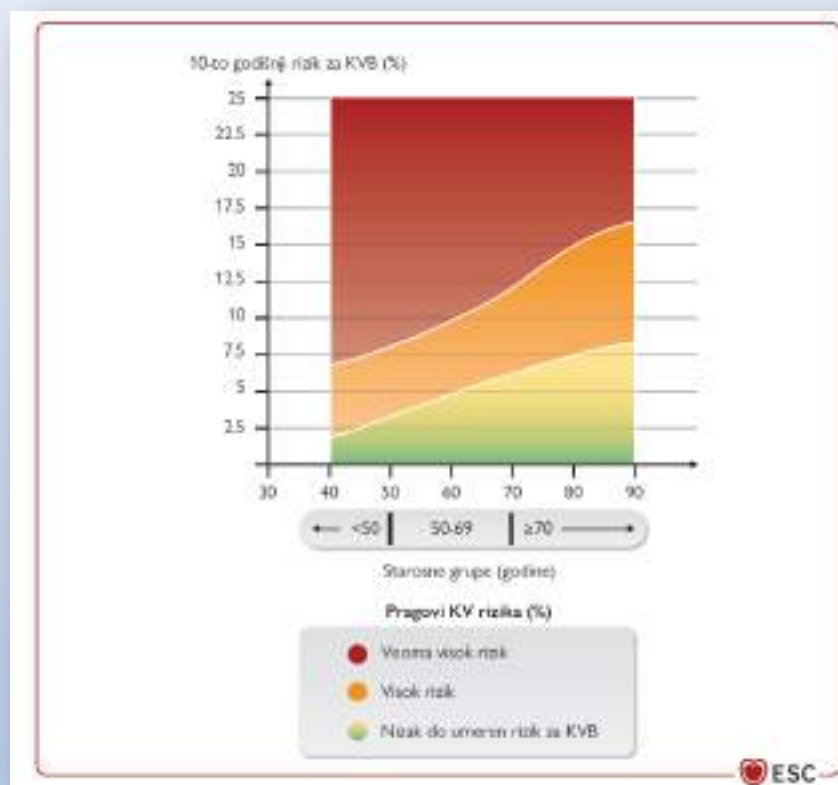 10-to godišnji rizik za KVB (%)
25
22.5
20
17.5
15
12.5
10
7.5
5
2.5
30 40 50 60 70 80 90
<50 50-69 ≥70
Starosne grupe (godine)
Pragovi KV rizika (%)
Veoma visok rizik
Visok rizik
Nizak do umeren rizik za KVB
ESC